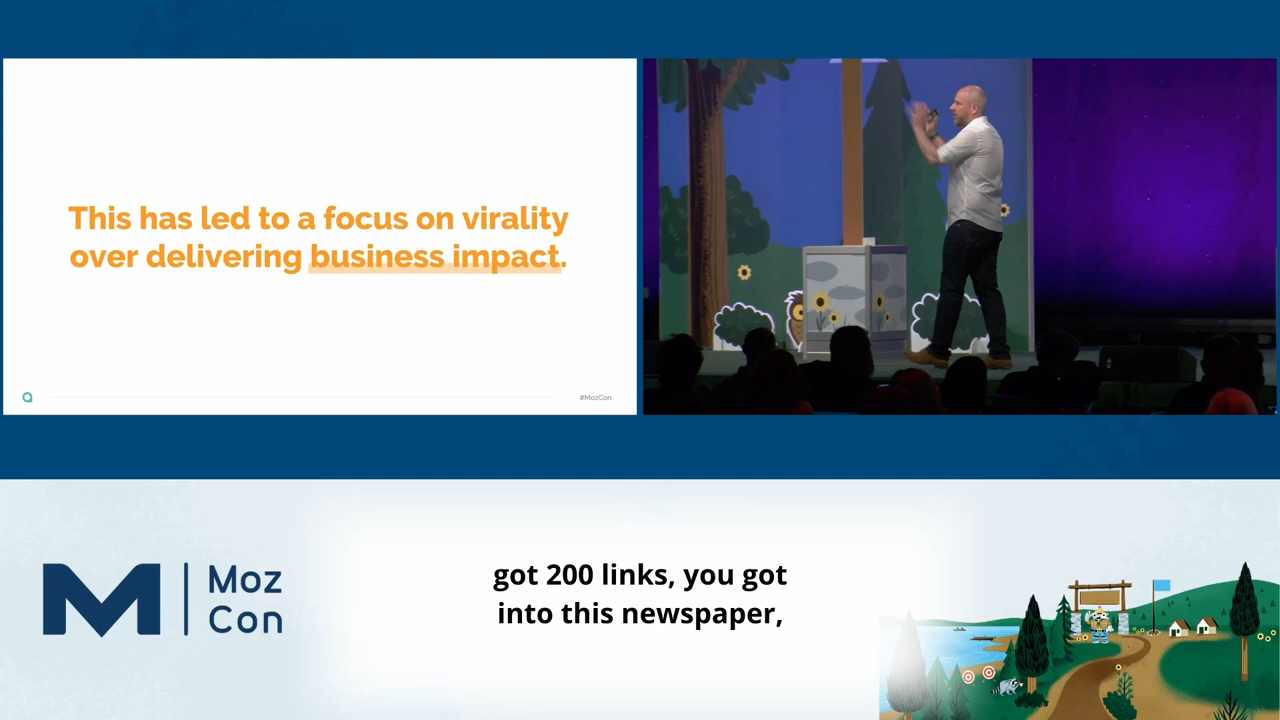 This has led to a focus on virality
over delivering business impact.
#MozCon
M
Moz
Con
got 200 links, you got
into this newspaper,